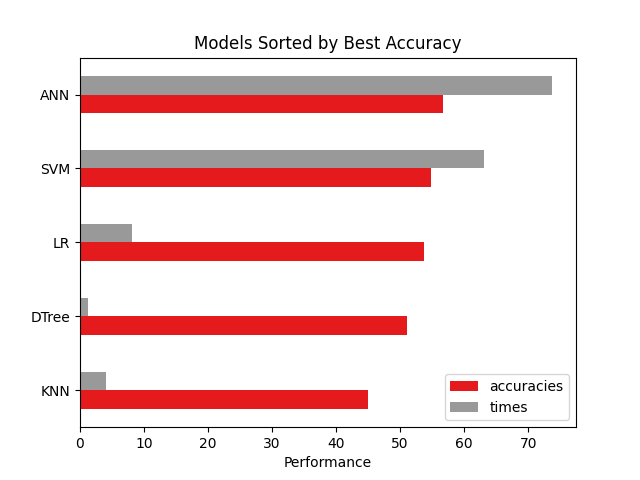 Models Sorted by Best Accuracy
ANN
SVM
LR
DTree
KNN
accuracies
times
0 10 20 30 40 50 60 70
Performance